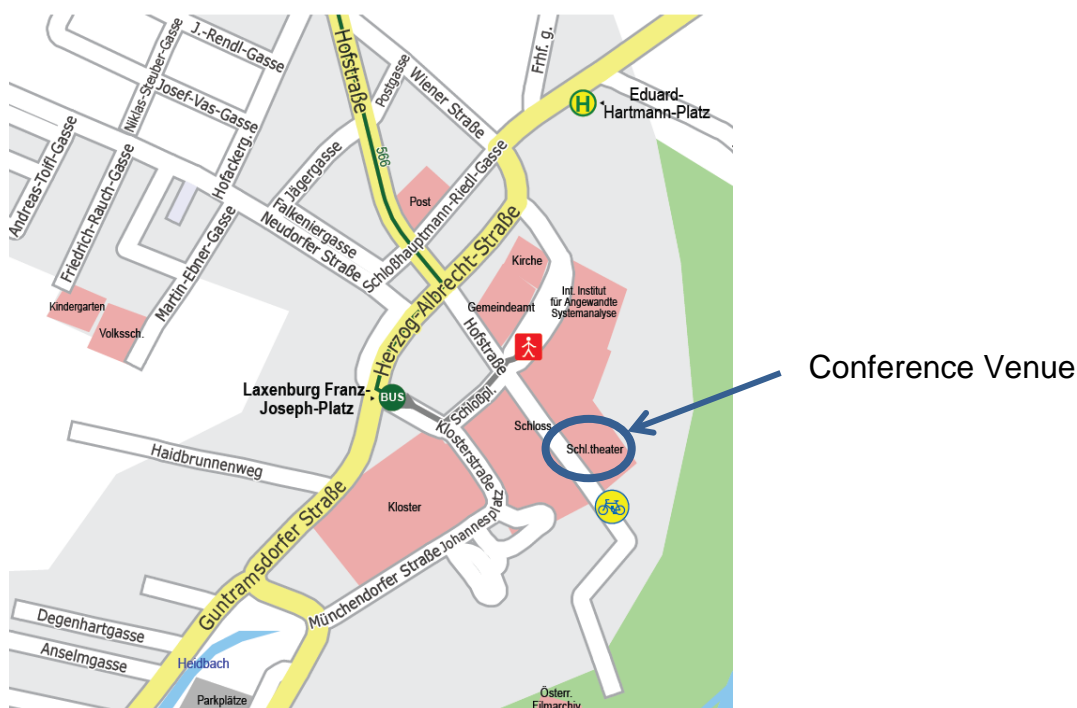 J.-Rendl-Gasse
Hofstraße
Frhf. g.
Niklas-Steuber-Gasse
Postgasse
Wiener Straße
Josef-Vas-Gasse
H
Eduard-
Hartmann-Platz
Andreas-Toifl-Gasse
566
Hofackerg.
Jägergasse
Friedrich-Rauch-Gasse
Falkeniergasse
Post
Schloßhauptmann-Riedl-Gasse
Neudorfer Straße
Martin-Ebner-Gasse
Herzog-Albrecht-Straße
Kirche
Int. Institut
für Angewandte
Systemanalyse
Kindergarten
Gemeindeamt
Volkssch.
Hofstraße
Conference Venue
Laxenburg Franz-
Joseph-Platz
BUS
Schloßpl.
Schloss
Klosterstraße
Schl.theater
Haidbrunnenweg
Kloster
Johannesplatz
Guntramsdorfer Straße
Münchendorfer Straße
Degenhartgasse
Anselmgasse
Heidbach
Parkplätze
Österr.
Filmarchiv